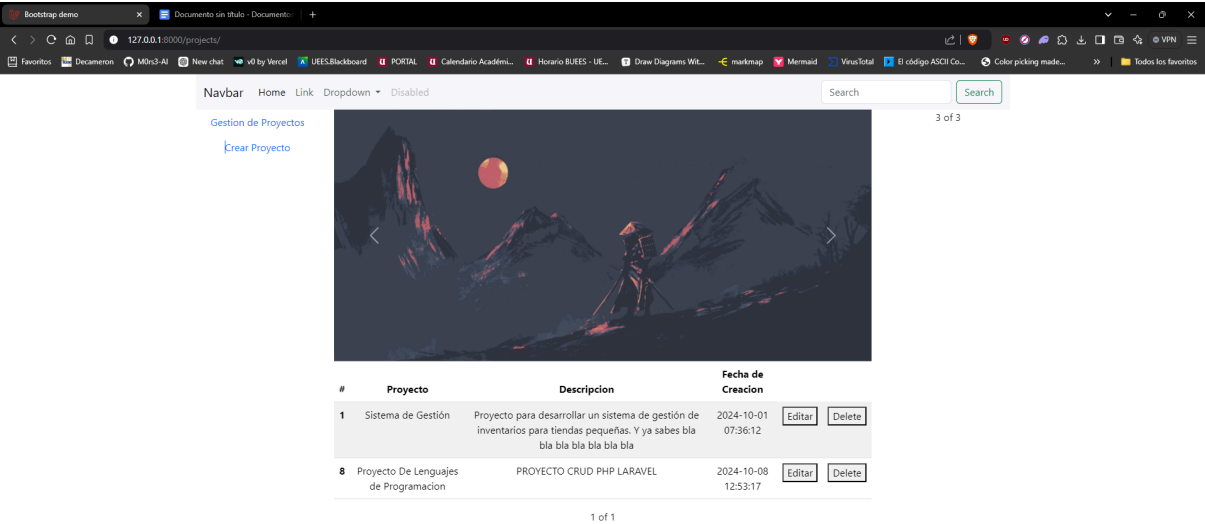 Bootstrap demo
Documento sin título - Documentos
127.0.0.1:8000/projects/
VPN
Favoritos Decameron M0rs3-AI New chat v0 by Vercel UEES.Blackboard PORTAL Calendario Académi... Horario BUEES - UE... Draw Diagrams Wit... markmap Mermaid VirusTotal El código ASCII Co... Color picking made... » Todos los favoritos
Navbar Home Link Dropdown Disabled Search Search
Gestion de Proyectos
3 of 3
Crear Proyecto
# Proyecto Descripcion Fecha de
Creacion
1 Sistema de Gestión Proyecto para desarrollar un sistema de gestión de 2024-10-01 Editar Delete
inventarios para tiendas pequeñas. Y ya sabes bla 07:36:12
bla bla bla bla bla bla
8 Proyecto De Lenguajes PROYECTO CRUD PHP LARAVEL 2024-10-08 Editar Delete
de Programacion 12:53:17
1 of 1